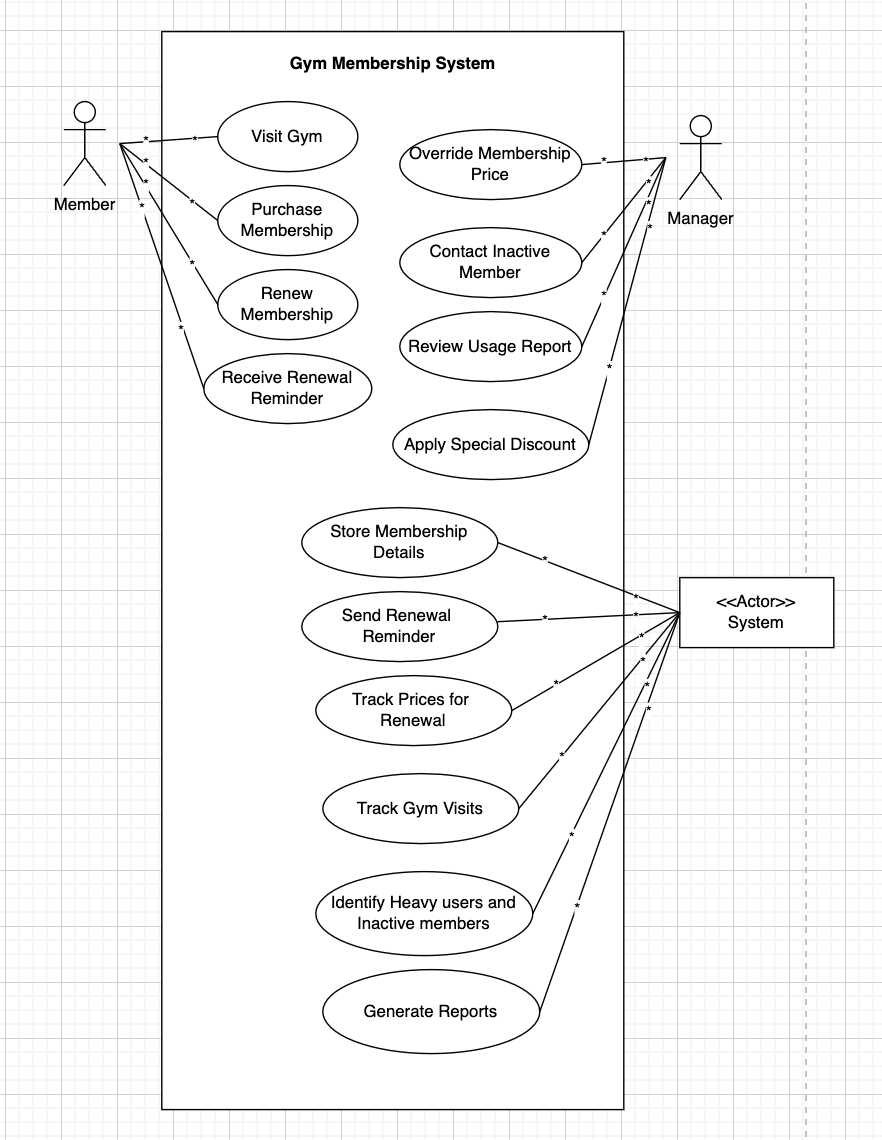 Gym Membership System
Member
Visit Gym
Purchase
Membership
Renew
Membership
Receive Renewal
Reminder
Manager
Override Membership
Price
Contact Inactive
Member
Review Usage Report
Apply Special Discount
Store Membership
Details
Send Renewal
Reminder
Track Prices for
Renewal
Track Gym Visits
Identify Heavy users and
Inactive members
Generate Reports
<<Actor>>
System
* *
* *
* *
* *
* *
* *
* *
* *
* *
* *
* *
* *
* *
* *